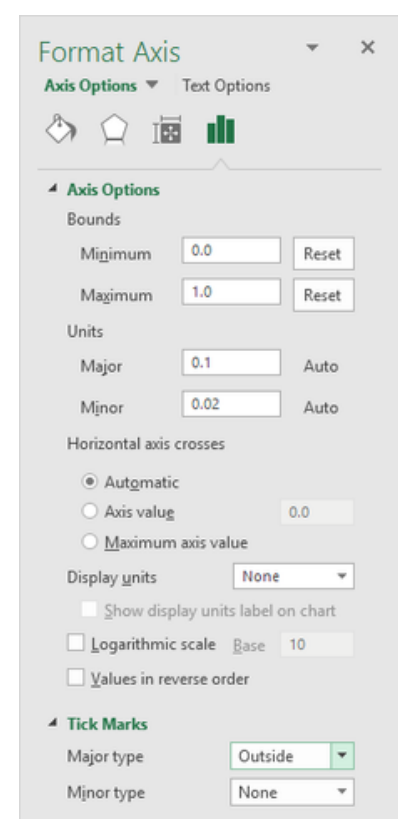 Format Axis
Axis Options Text Options
Axis Options
Bounds
Minimum 0.0 Reset
Maximum 1.0 Reset
Units
Major 0.1 Auto
Minor 0.02 Auto
Horizontal axis crosses
Automatic
Axis value 0.0
Maximum axis value
Display units None
Show display units label on chart
Logarithmic scale Base 10
Values in reverse order
Tick Marks
Major type Outside
Minor type None